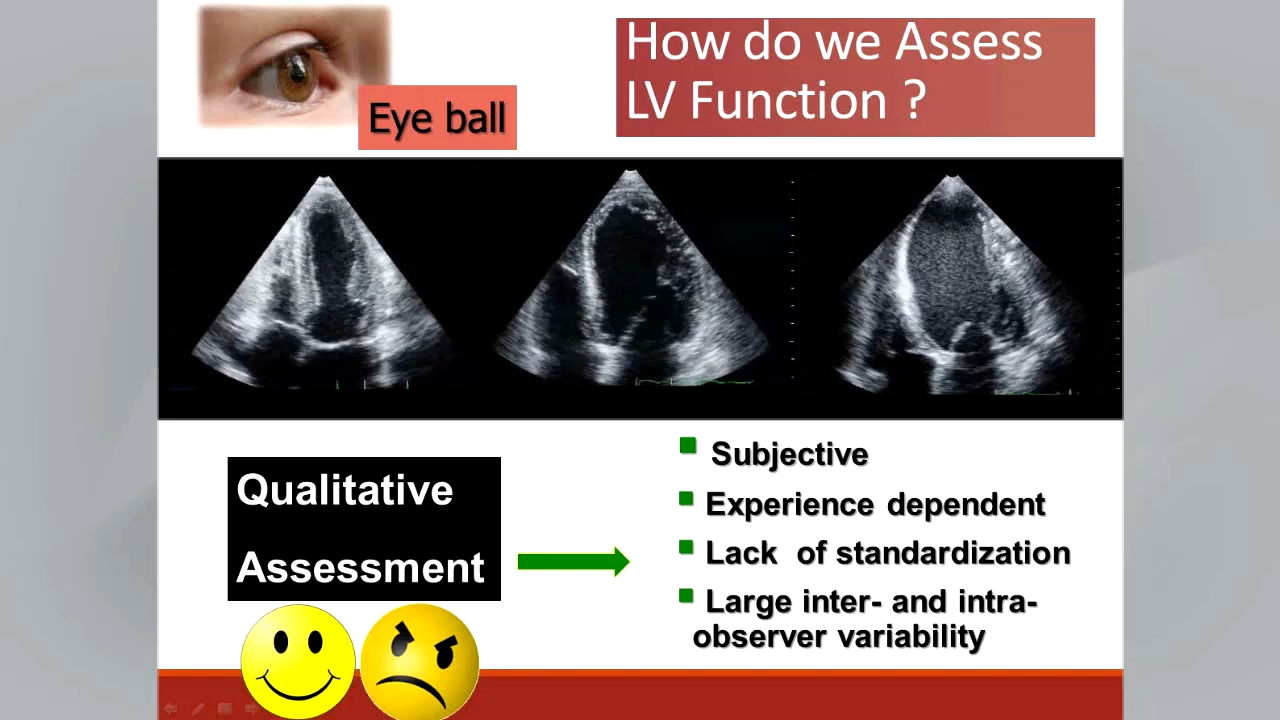 How do we Assess
LV Function ?
Eye ball
Qualitative
Assessment
Subjective
Experience dependent
Lack of standardization
Large inter- and intra-
observer variability